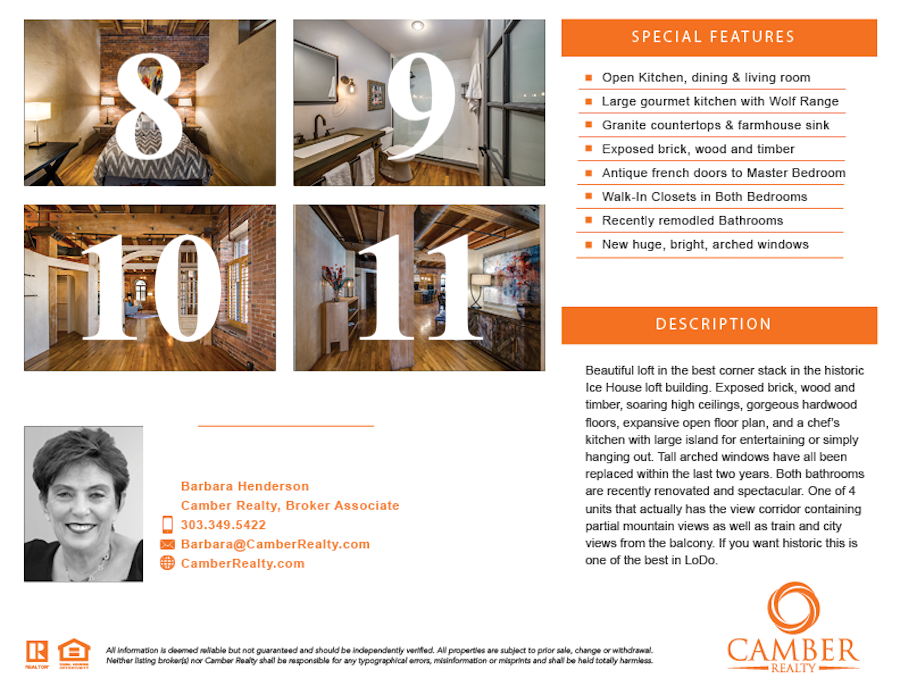 8
9
10
11
SPECIAL FEATURES
Open Kitchen, dining & living room
Large gourmet kitchen with Wolf Range
Granite countertops & farmhouse sink
Exposed brick, wood and timber
Antique french doors to Master Bedroom
Walk-In Closets in Both Bedrooms
Recently remodled Bathrooms
New huge, bright, arched windows
DESCRIPTION
Beautiful loft in the best corner stack in the historic
Ice House loft building. Exposed brick, wood and
timber, soaring high ceilings, gorgeous hardwood
floors, expansive open floor plan, and a chef's
kitchen with large island for entertaining or simply
hanging out. Tall arched windows have all been
replaced within the last two years. Both bathrooms
are recently renovated and spectacular. One of 4
units that actually has the view corridor containing
partial mountain views as well as train and city
views from the balcony. If you want historic this is
one of the best in LoDo.
Barbara Henderson
Camber Realty, Broker Associate
303.349.5422
Barbara@CamberRealty.com
CamberRealty.com
REALTOR
All information is deemed reliable but not guaranteed and should be independently verified. All properties are subject to prior sale, change or withdrawal.
Neither listing broker(s) nor Camber Realty shall be responsible for any typographical errors, misinformation or misprints and shall be held totally harmless.
CAMBER
REALTY